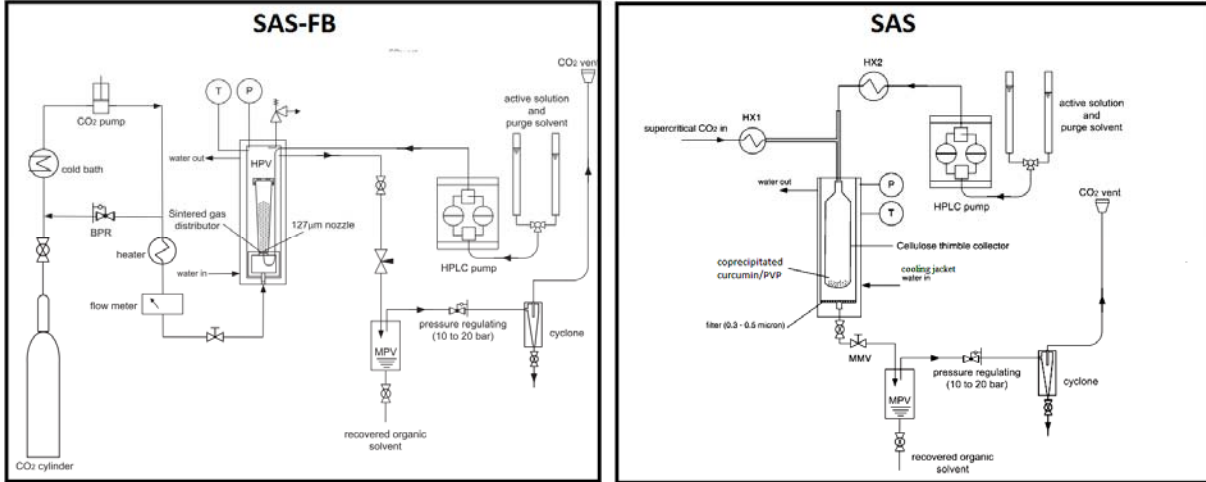 SAS-FB
CO2 vent
T
P
CO2 pump
active solution
and
purge solvent
water out
HPV
cold bath
Sintered gas
distributor
127μm nozzle
BPR
heater
HPLC pump
water in
flow meter
pressure regulating
(10 to 20 bar)
cyclone
MPV
recovered organic
solvent
CO2 cylinder
SAS
HX2
HX1
supercritical CO2 in
active solution
and
purge solvent
water out
P
T
HPLC pump
CO2 vent
Cellulose thimble collector
coprecipitated
curcumin/PVP
cooling jacket
water in
filter (0.3 - 0.5 micron)
MMV
pressure regulating
(10 to 20 bar)
cyclone
MPV
recovered organic
solvent